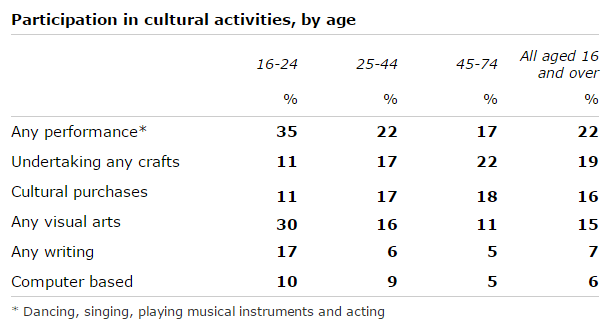 Participation in cultural activities, by age
16-24 25-44 45-74 All aged 16 and over
% % % %
Any performance* 35 22 17 22
Undertaking any crafts 11 17 22 19
Cultural purchases 11 17 18 16
Any visual arts 30 16 11 15
Any writing 17 6 5 7
Computer based 10 9 5 6
* Dancing, singing, playing musical instruments and acting